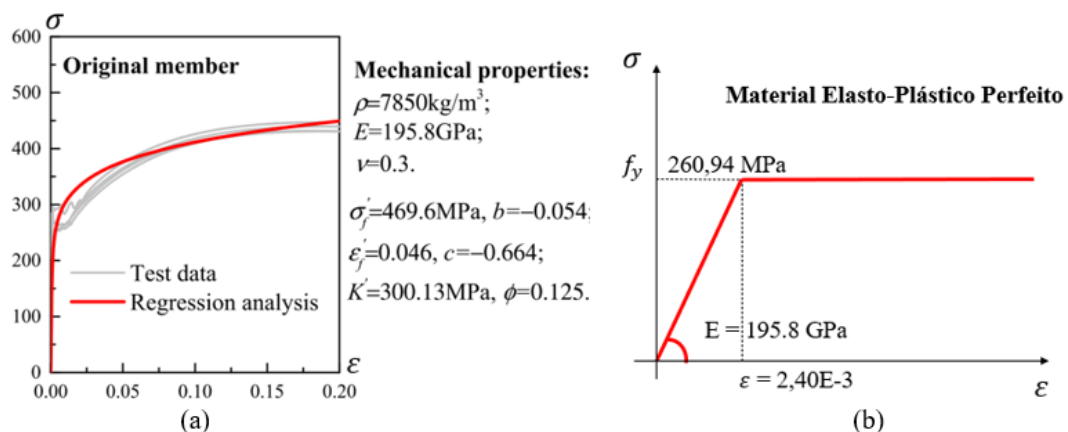 σ
600
500
400
300
200
100
0
Original member
Test data
Regression analysis
ε
0.00 0.05 0.10 0.15 0.20
(a)
Mechanical properties:
ρ=7850kg/m³;
E=195.8GPa;
ν=0.3.
σ′f=469.6MPa, b=−0.054;
ε′f=0.046, c=−0.664;
K′=300.13MPa, ϕ=0.125.
σ
Material Elasto-Plástico Perfeito
fy 260,94 MPa
E = 195.8 GPa
ε = 2,40E-3
ε
(b)